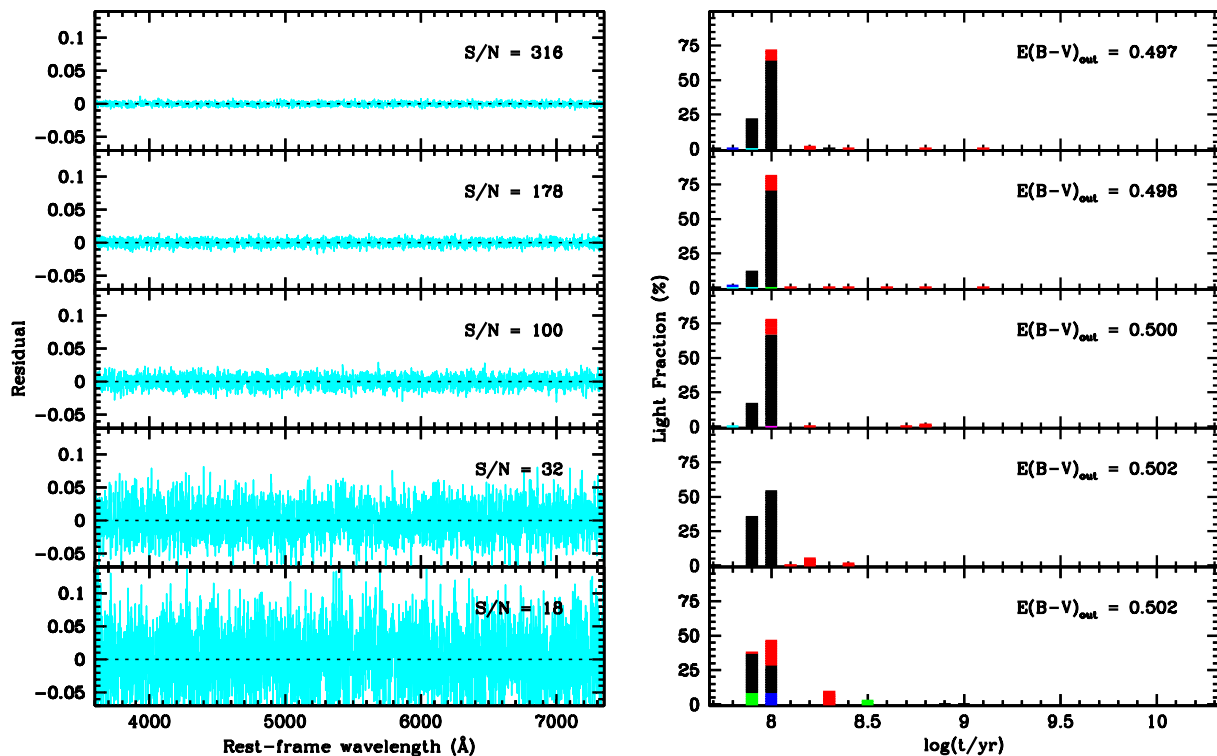 0.1
0.05
0
−0.05
S/N = 316
0.1
0.05
0
−0.05
S/N = 178
0.1
0.05
0
−0.05
S/N = 100
0.1
0.05
0
−0.05
S/N = 32
0.1
0.05
0
−0.05
S/N = 18
Residual
4000 5000 6000 7000
Rest−frame wavelength (Å)
75
50
25
0
E(B−V)out = 0.497
75
50
25
0
E(B−V)out = 0.498
75
50
25
0
E(B−V)out = 0.500
75
50
25
0
E(B−V)out = 0.502
75
50
25
0
E(B−V)out = 0.502
Light Fraction (%)
8 8.5 9 9.5 10
log(t/yr)